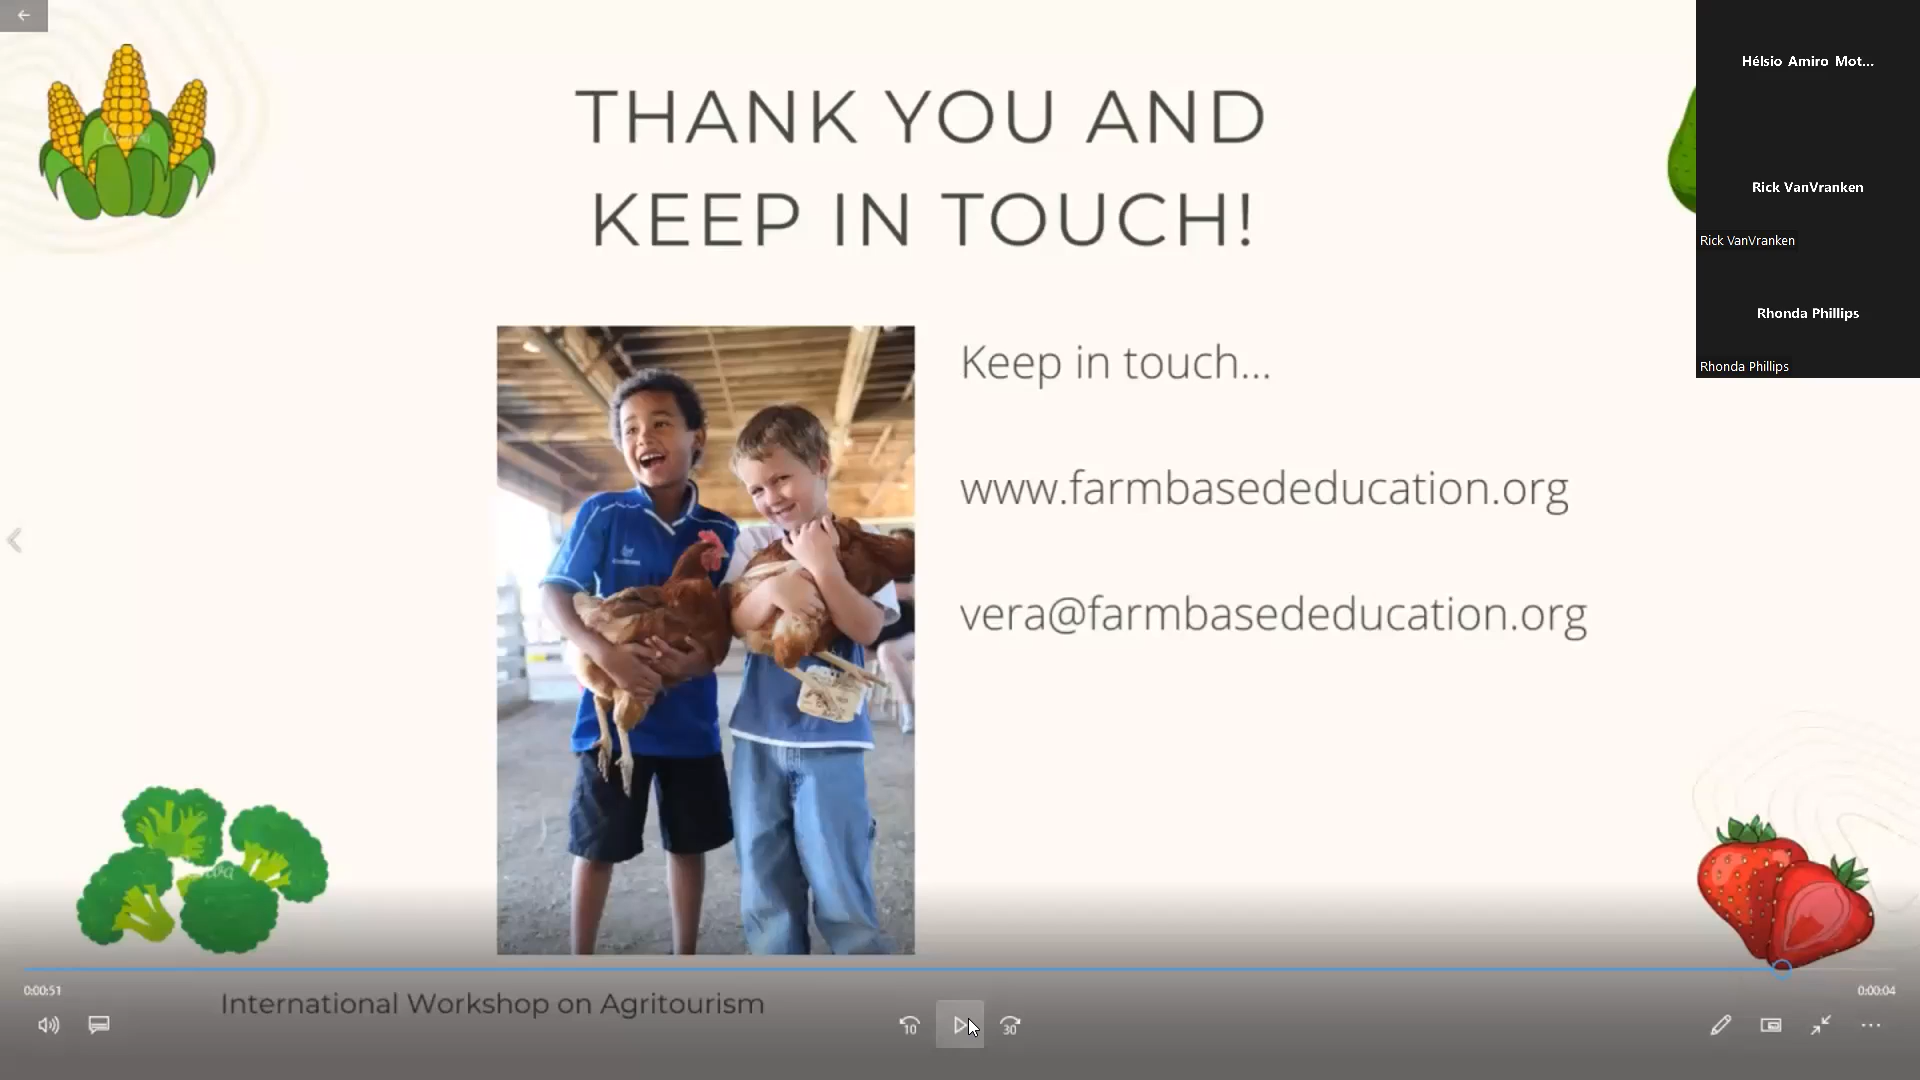 THANK YOU AND
KEEP IN TOUCH!
Keep in touch...
www.farmbasededucation.org
vera@farmbasededucation.org
International Workshop on Agritourism
Hélsio Amiro Mot...
Rick VanVranken
Rick VanVranken
Rhonda Phillips
Rhonda Phillips
0:00:51
0:00:04
10
30